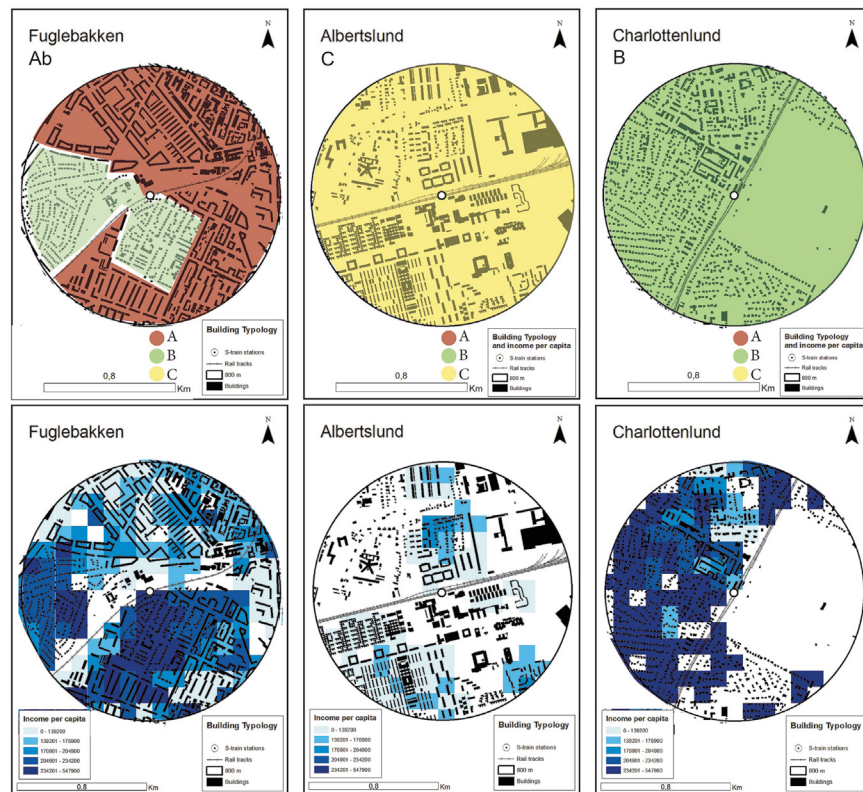 Fuglebakken
Ab
N
A
B
C
Building Typology
S-train stations
Rail tracks
800 m
Buildings
0,8
Km
Albertslund
C
N
A
B
C
Building Typology
and income per capita
S-train stations
Rail tracks
800 m
Buildings
0,8
Km
Charlottenlund
B
N
A
B
C
Building Typology
and income per capita
S-train stations
Rail tracks
800 m
Buildings
0,8
Km
Fuglebakken
N
Income per capita
0 - 139200
139201 - 176900
176901 - 204900
204901 - 234200
234201 - 547900
Building Typology
S-train stations
Rail tracks
800 m
Buildings
0,8
Km
Albertslund
N
Income per capita
0 - 139200
139201 - 176900
176901 - 204900
204901 - 234200
234201 - 547900
Building Typology
S-train stations
Rail tracks
800 m
Buildings
0,8
Km
Charlottenlund
N
Income per capita
0 - 139200
139201 - 176900
176901 - 204900
204901 - 234200
234201 - 547900
Building Typology
S-train stations
Rail tracks
800 m
Buildings
0,8
Km